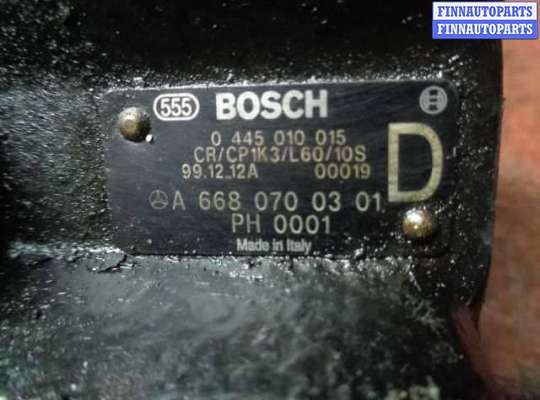 FINNAUTOPARTS
FINNAUTOPARTS
555 BOSCH
0 445 010 015
CR/CP1K3/L60/10S
99.12.12A 00019
D
A 668 070 03 01
PH 0001
Made in Italy